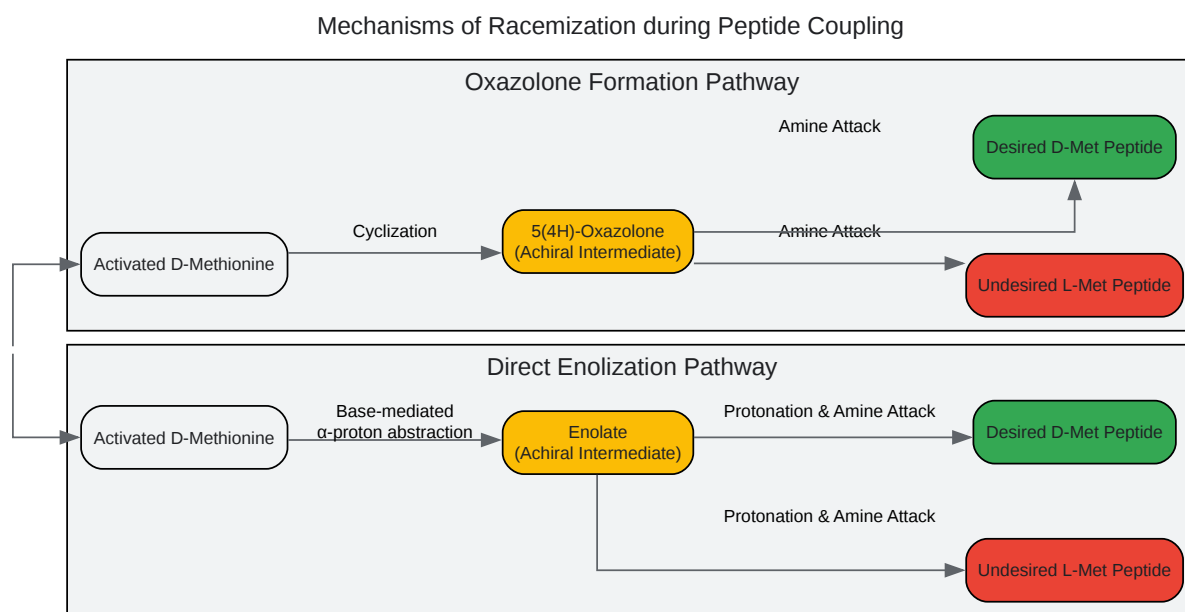 Mechanisms of Racemization during Peptide Coupling
Oxazolone Formation Pathway
Amine Attack
Desired D-Met Peptide
Cyclization
5(4H)-Oxazolone
(Achiral Intermediate)
Amine Attack
Activated D-Methionine
Undesired L-Met Peptide
Direct Enolization Pathway
Base-mediated
α-proton abstraction
Protonation & Amine Attack
Activated D-Methionine
Enolate
(Achiral Intermediate)
Desired D-Met Peptide
Protonation & Amine Attack
Undesired L-Met Peptide